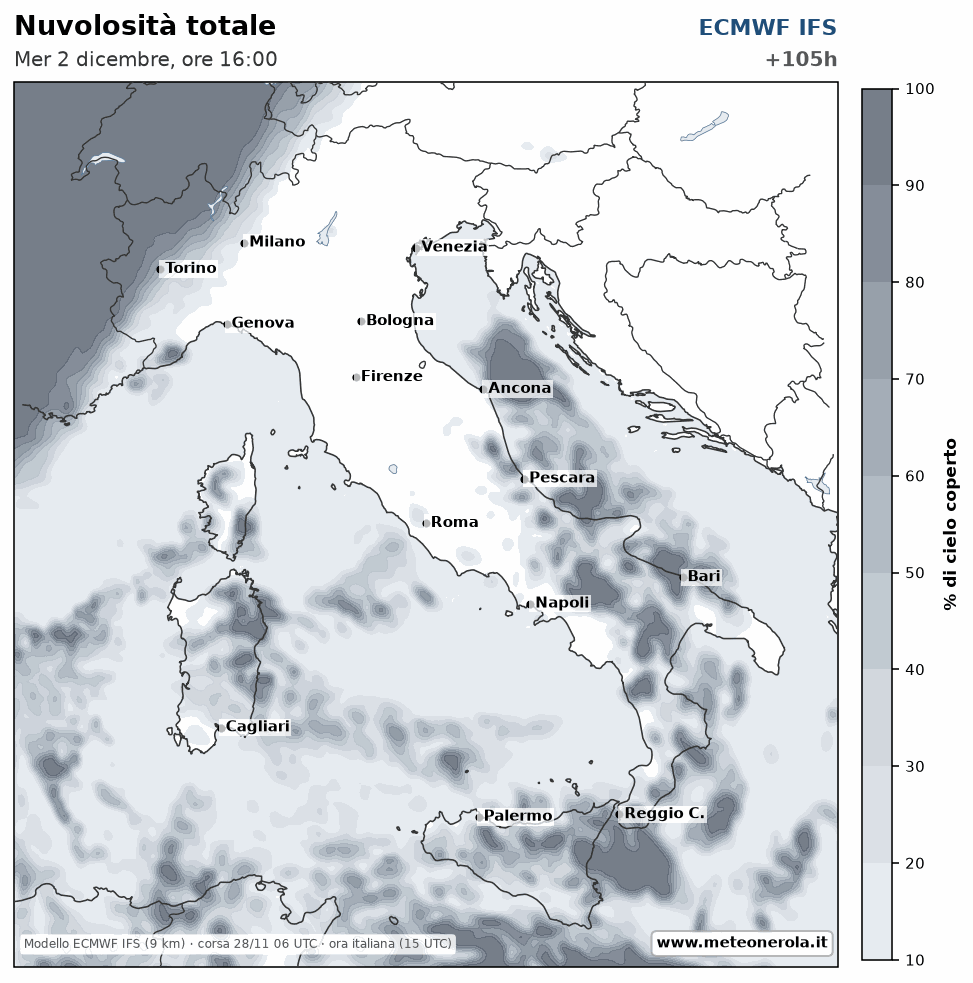 Nuvolosità totale
ECMWF IFS
Mer 2 dicembre, ore 16:00
+105h
Milano
Venezia
Torino
Genova
Bologna
Firenze
Ancona
Pescara
Roma
Bari
Napoli
Cagliari
Palermo
Reggio C.
100
90
80
70
60
50
40
30
20
10
% di cielo coperto
Modello ECMWF IFS (9 km) · corsa 28/11 06 UTC · ora italiana (15 UTC)
www.meteonerola.it